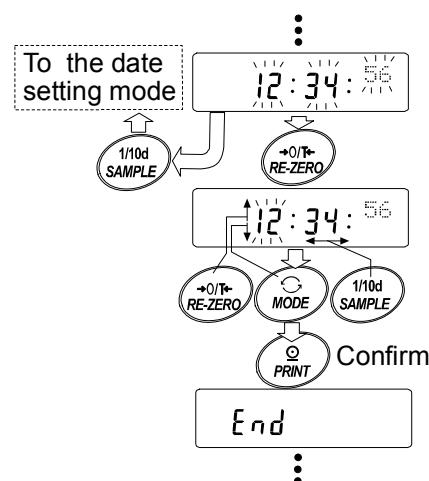 To the date
setting mode
12:34:56
1/10d
SAMPLE
→0/T←
RE-ZERO
12:34:56
→0/T←
RE-ZERO
MODE
1/10d
SAMPLE
PRINT
Confirm
End